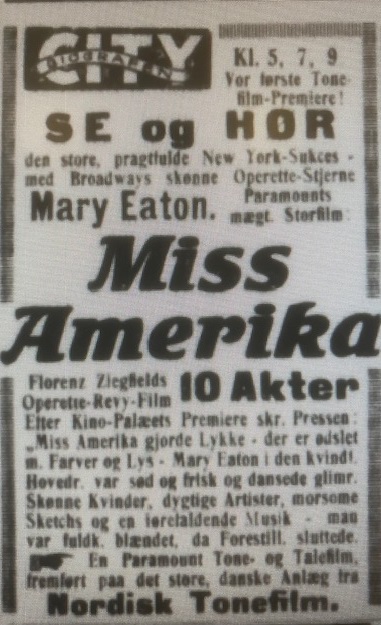 CITY
BIOGRAFEN
Kl. 5, 7, 9
Vor første Tone-
film-Premiere!
SE og HØR
den store, pragtfulde New York-Sukces -
med Broadways skønne Operette-Stjerne
Mary Eaton.
Paramounts
mægt. Storfilm:
Miss
Amerika
Florenz Ziegfields
Operette-Revy-Film
10 Akter
Efter Kino-Palæets Premiere skr. Pressen:
„Miss Amerika gjorde Lykke - der er ødslet
m. Farver og Lys - Mary Eaton i den kvindl.
Hovedr. var sød og frisk og dansede glimr.
Skønne Kvinder, dygtige Artister, morsome
Sketchs og en iørefaldende Musik - man
var fuldk. blændet, da Forestill. sluttede.
En Paramount Tone- og Talefilm,
fremført paa det store, danske Anlæg fra
Nordisk Tonefilm.